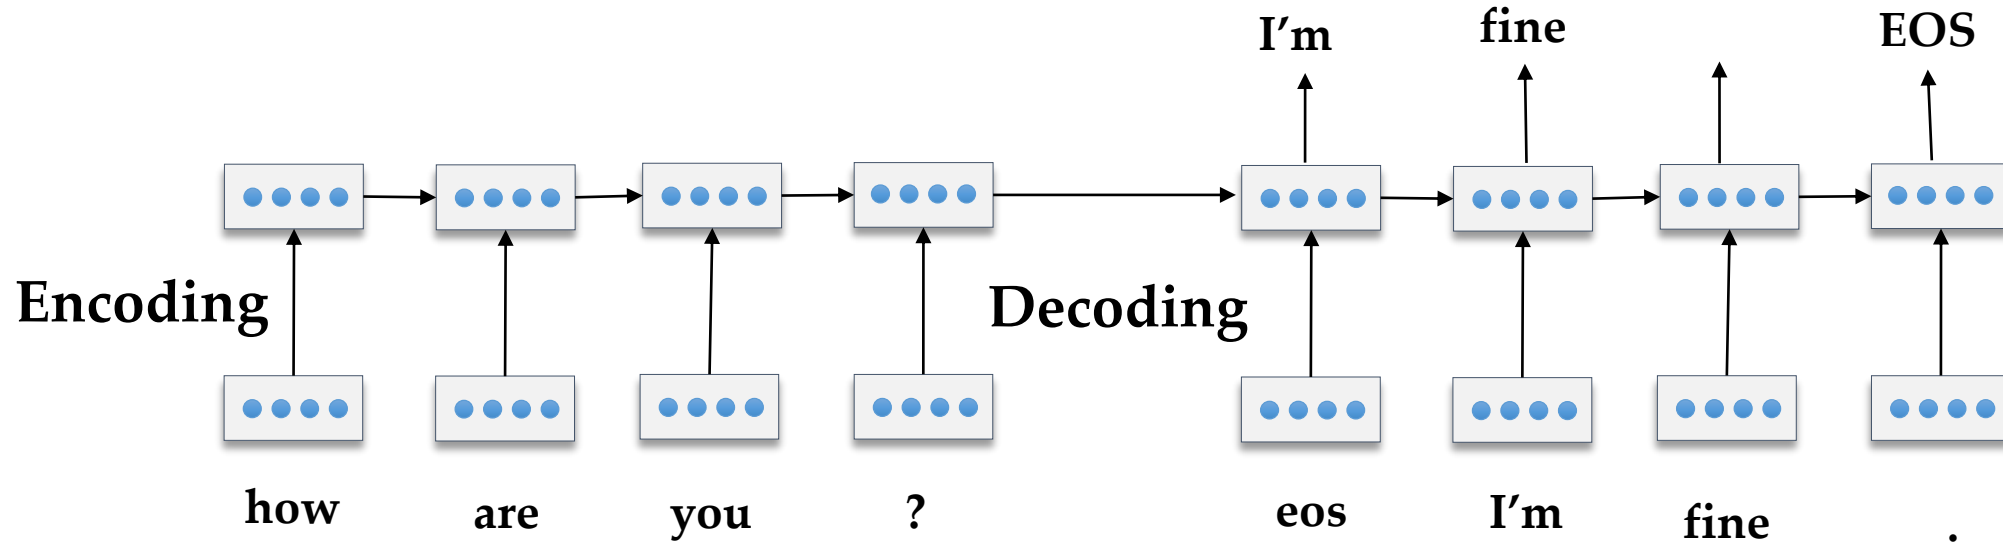 I’m fine EOS
Encoding Decoding
how are you ? eos I’m fine .